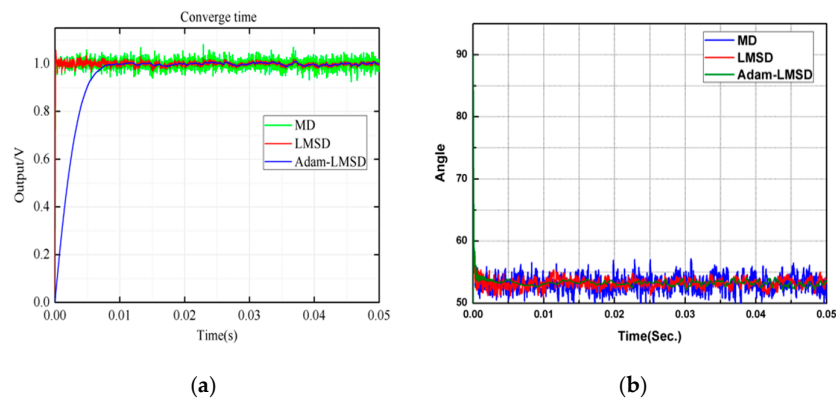 Converge time
Output/V
1.0
0.8
0.6
0.4
0.2
0.0
MD
LMSD
Adam-LMSD
0.00 0.01 0.02 0.03 0.04 0.05
Time(s)
(a)
Angle
90
80
70
60
50
MD
LMSD
Adam-LMSD
0.00 0.01 0.02 0.03 0.04 0.05
Time(Sec.)
(b)